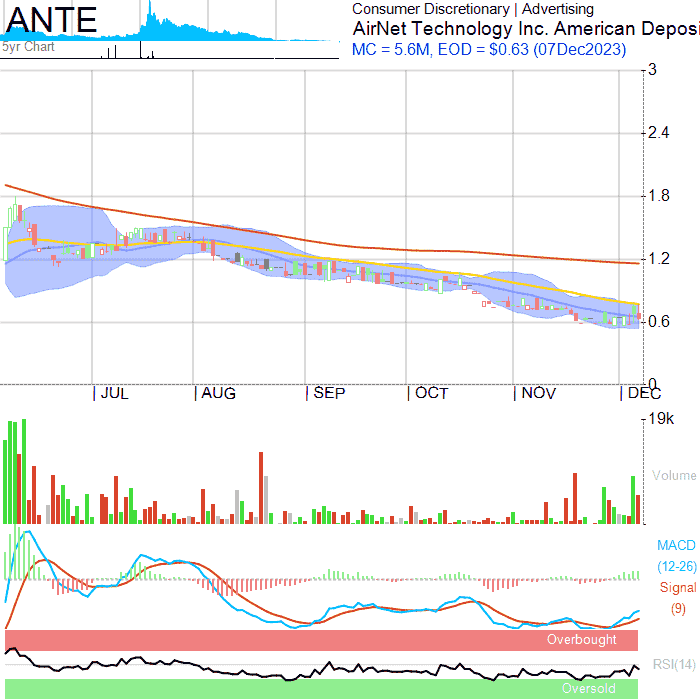 ANTE
5yr Chart
Consumer Discretionary | Advertising
AirNet Technology Inc. American Deposi
MC = 5.6M, EOD = $0.63 (07Dec2023)
3
2.4
1.8
1.2
0.6
0
| JUL | AUG | SEP | OCT | NOV | DEC
19k
Volume
MACD
(12-26)
Signal
(9)
Overbought
RSI(14)
Oversold